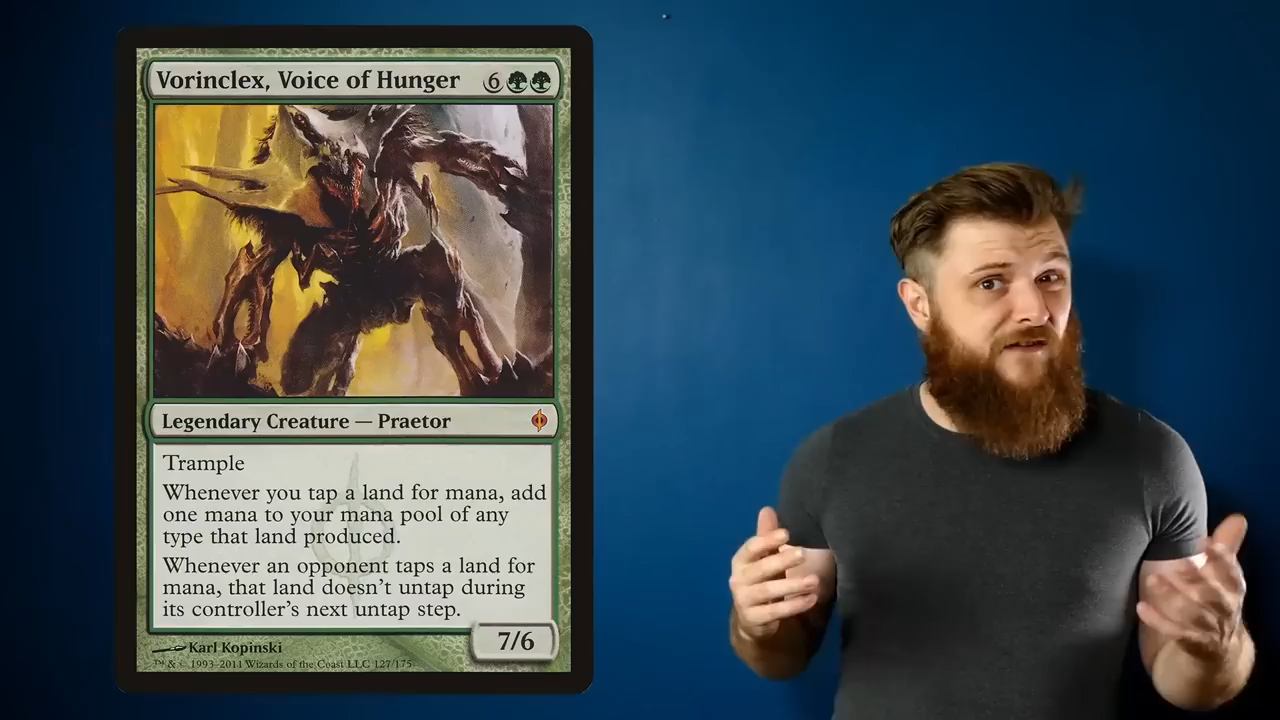 Vorinclex, Voice of Hunger 6
Legendary Creature — Praetor
Trample
Whenever you tap a land for mana, add
one mana to your mana pool of any
type that land produced.
Whenever an opponent taps a land for
mana, that land doesn't untap during
its controller's next untap step.
7/6
Karl Kopinski
™ & © 1993–2011 Wizards of the Coast LLC 127/175